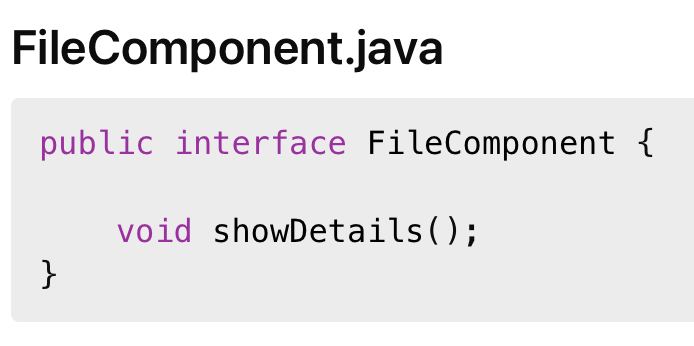 FileComponent.java
public interface FileComponent {
void showDetails();
}